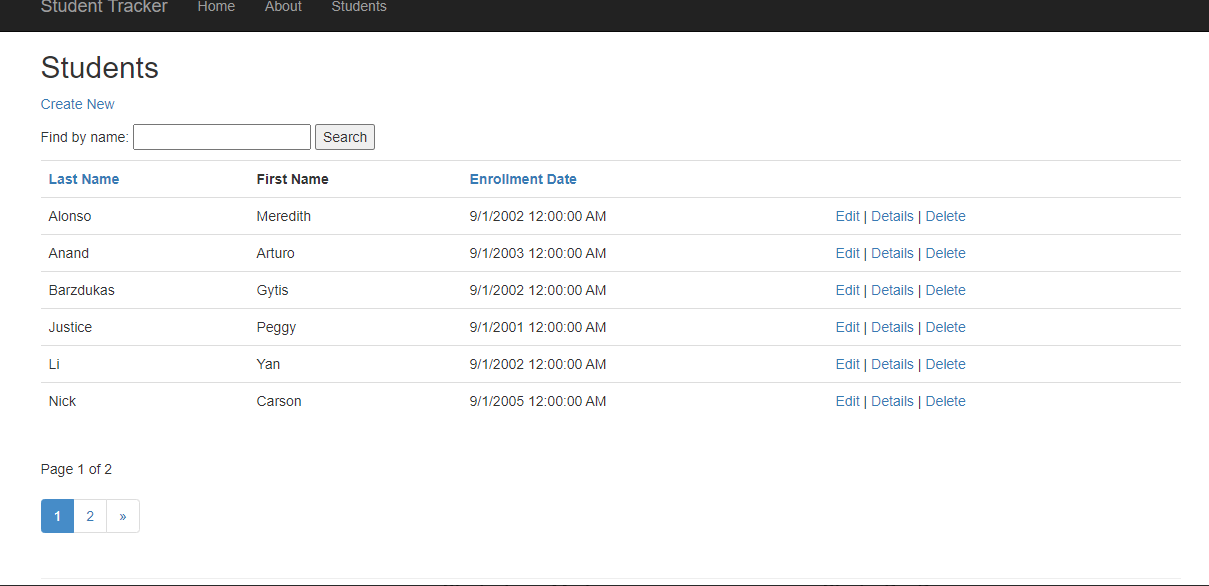 Student Tracker Home About Students
Students
Create New
Find by name: Search
Last Name First Name Enrollment Date
Alonso Meredith 9/1/2002 12:00:00 AM Edit | Details | Delete
Anand Arturo 9/1/2003 12:00:00 AM Edit | Details | Delete
Barzdukas Gytis 9/1/2002 12:00:00 AM Edit | Details | Delete
Justice Peggy 9/1/2001 12:00:00 AM Edit | Details | Delete
Li Yan 9/1/2002 12:00:00 AM Edit | Details | Delete
Nick Carson 9/1/2005 12:00:00 AM Edit | Details | Delete
Page 1 of 2
1 2 »